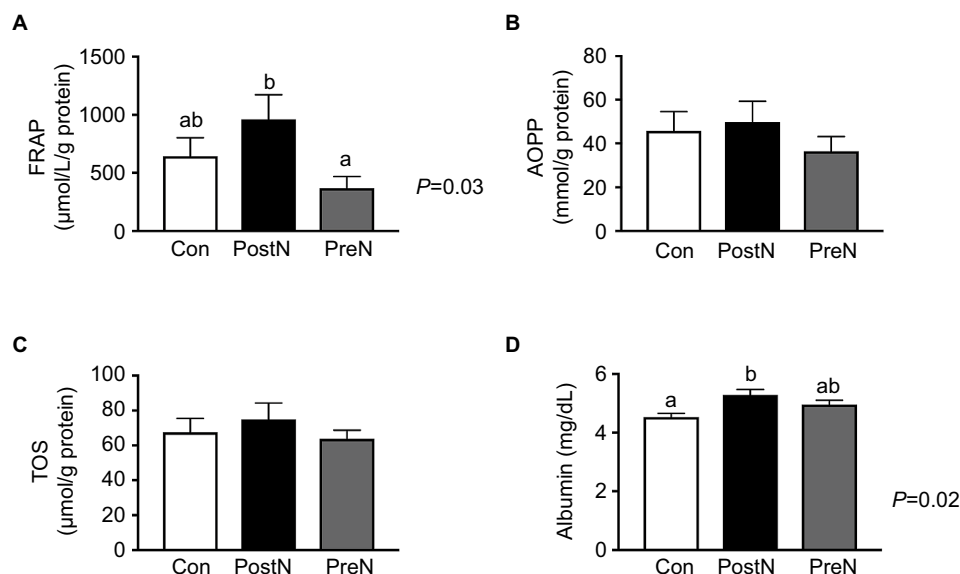 A
FRAP
(μmol/L/g protein)
1500
1000
500
0
ab
b
a
Con PostN PreN
P=0.03
B
AOPP
(mmol/g protein)
80
60
40
20
0
Con PostN PreN
C
TOS
(μmol/g protein)
100
80
60
40
20
0
Con PostN PreN
D
Albumin (mg/dL)
6
4
2
0
a
b
ab
Con PostN PreN
P=0.02